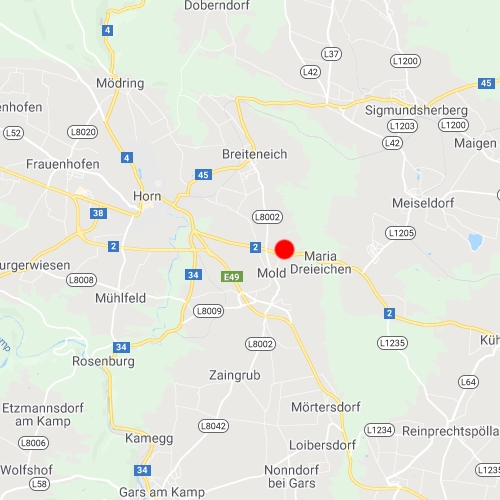 Doberndorf
4
L37
L42
L1200
Mödring
45
enhofen
L52
L8020
Sigmundsherberg
L1203
L1200
L42
Maigen
4
Breiteneich
Frauenhofen
45
Horn
Meiseldorf
38
L8002
L1205
2
2
Maria
Dreieichen
urgerwiesen
34
E49
Mold
L8008
Mühlfeld
L8009
2
34
L8002
L1235
Küh
Rosenburg
Zaingrub
L64
Etzmannsdorf
am Kamp
Mörtersdorf
L8042
L1234
Reinprechtspölla
L8006
Kamegg
Loibersdorf
Wolfshof
34
Nonndorf
bei Gars
L1235
L58
Gars am Kamp